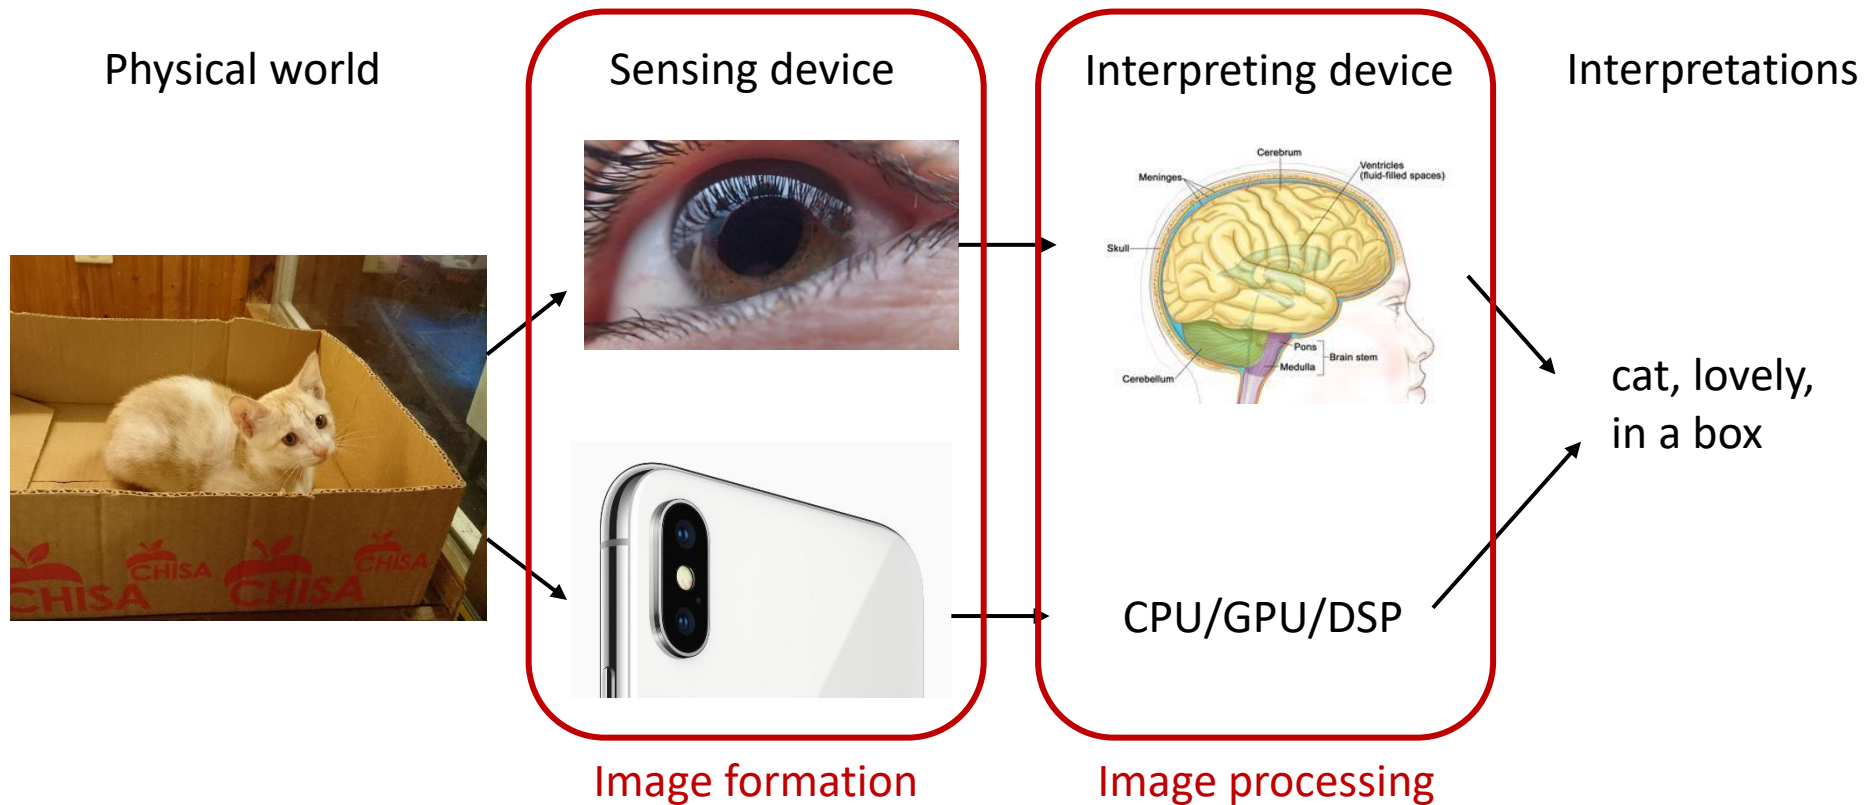 Physical world
Sensing device
Interpreting device
Interpretations
Cerebrum
Ventricles
(fluid-filled spaces)
Meninges
Skull
Pons
Brain stem
Medulla
Cerebellum
cat, lovely,
in a box
CHISA
CHISA
CHISA
CHISA
CPU/GPU/DSP
Image formation
Image processing